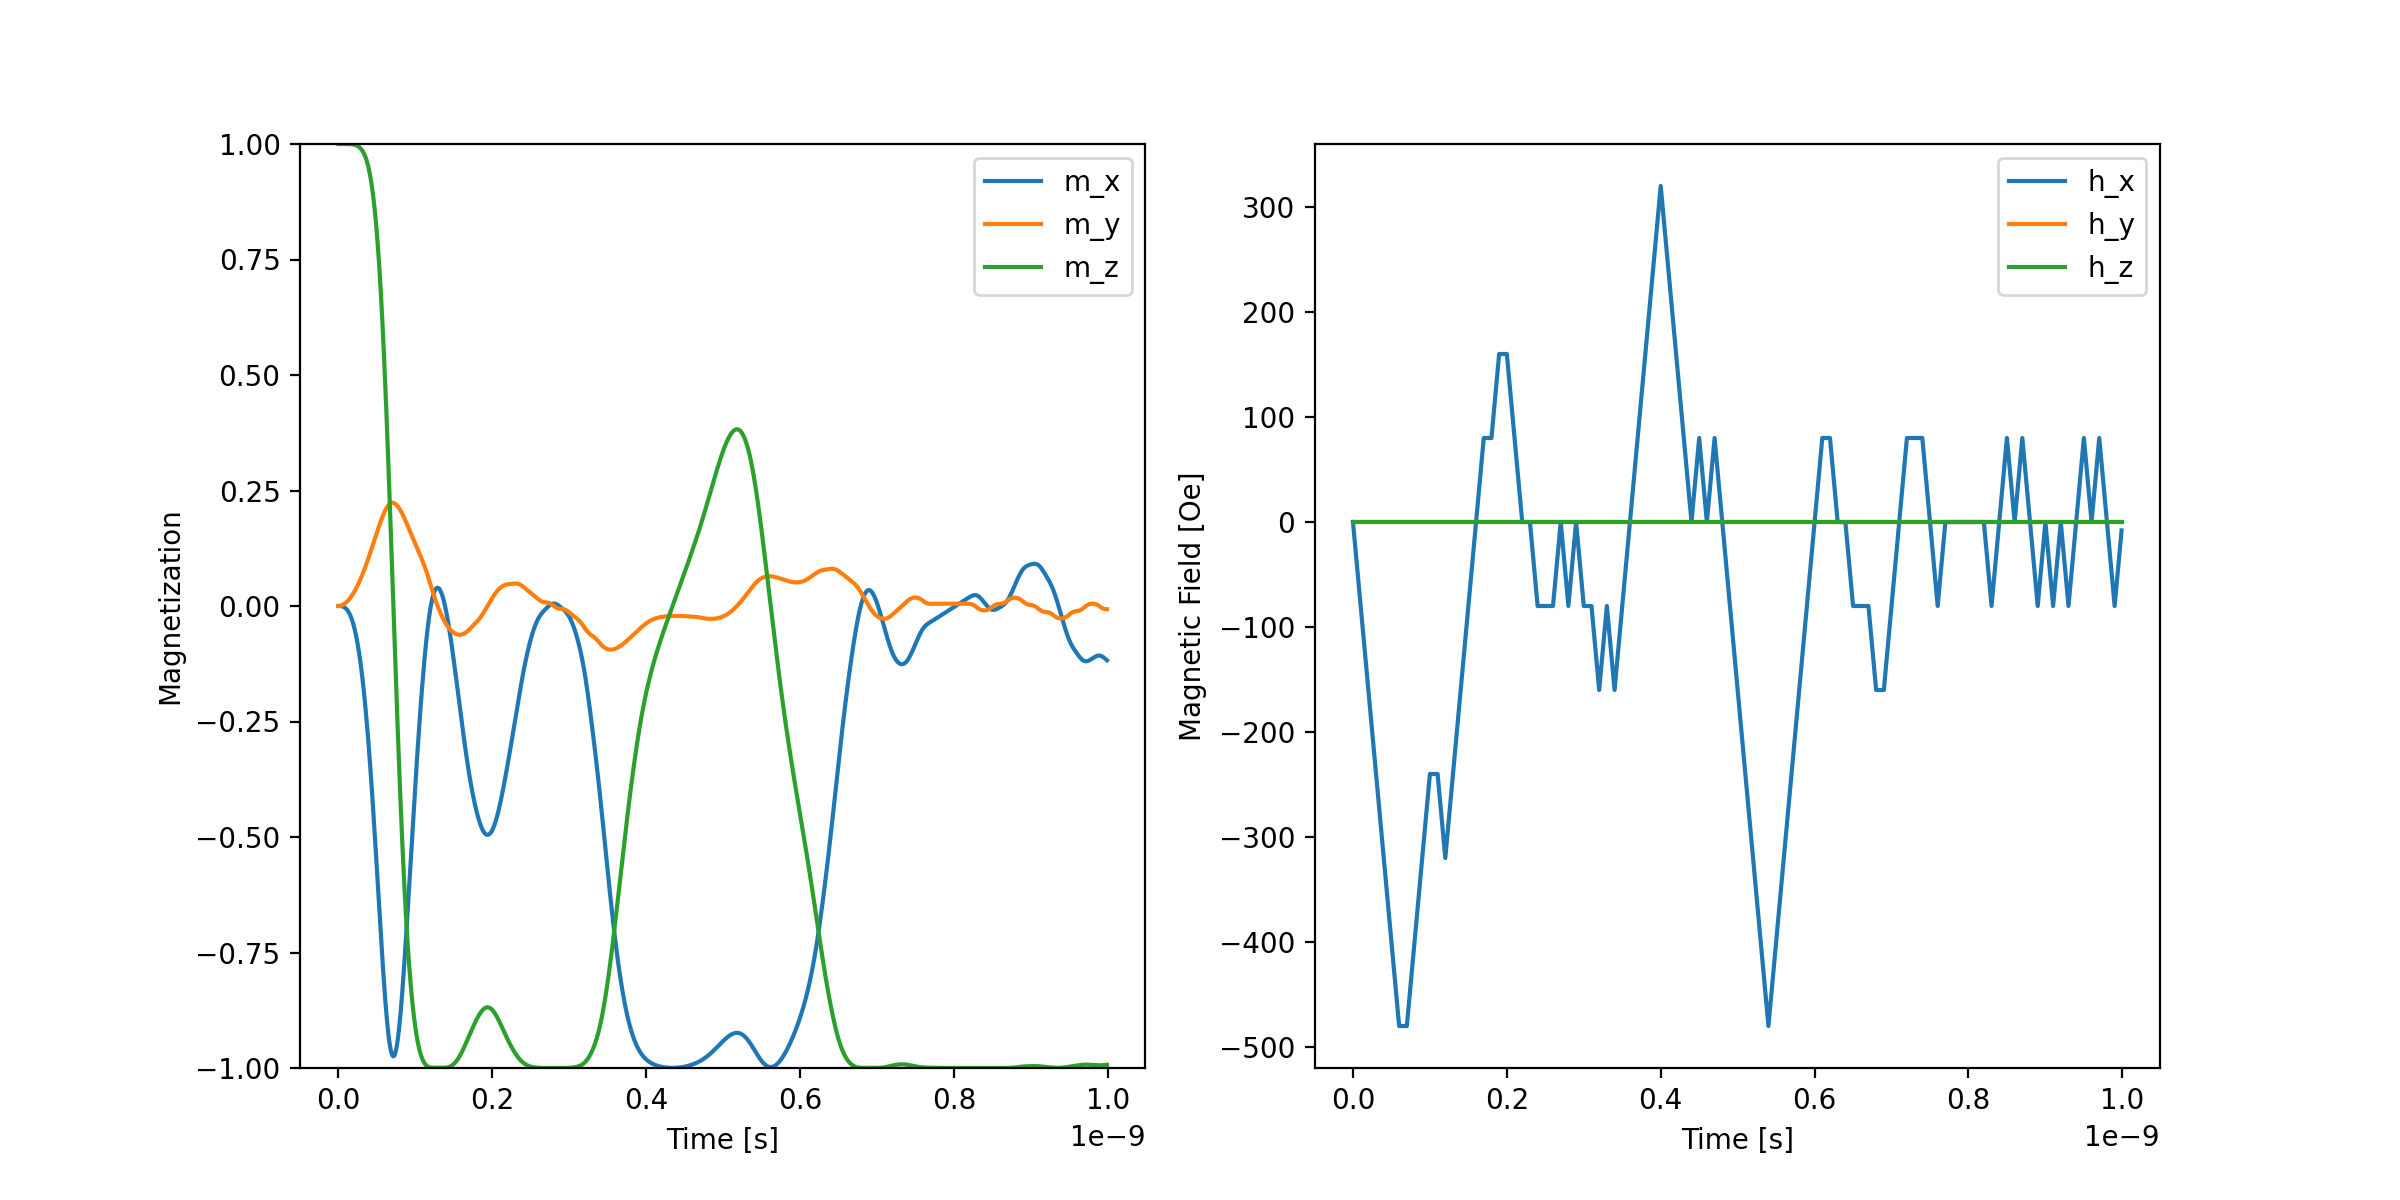 1.00
0.75
0.50
0.25
0.00
−0.25
−0.50
−0.75
−1.00
Magnetization
m_x
m_y
m_z
0.0 0.2 0.4 0.6 0.8 1.0
1e−9
Time [s]
300
200
100
0
−100
−200
−300
−400
−500
Magnetic Field [Oe]
h_x
h_y
h_z
0.0 0.2 0.4 0.6 0.8 1.0
1e−9
Time [s]